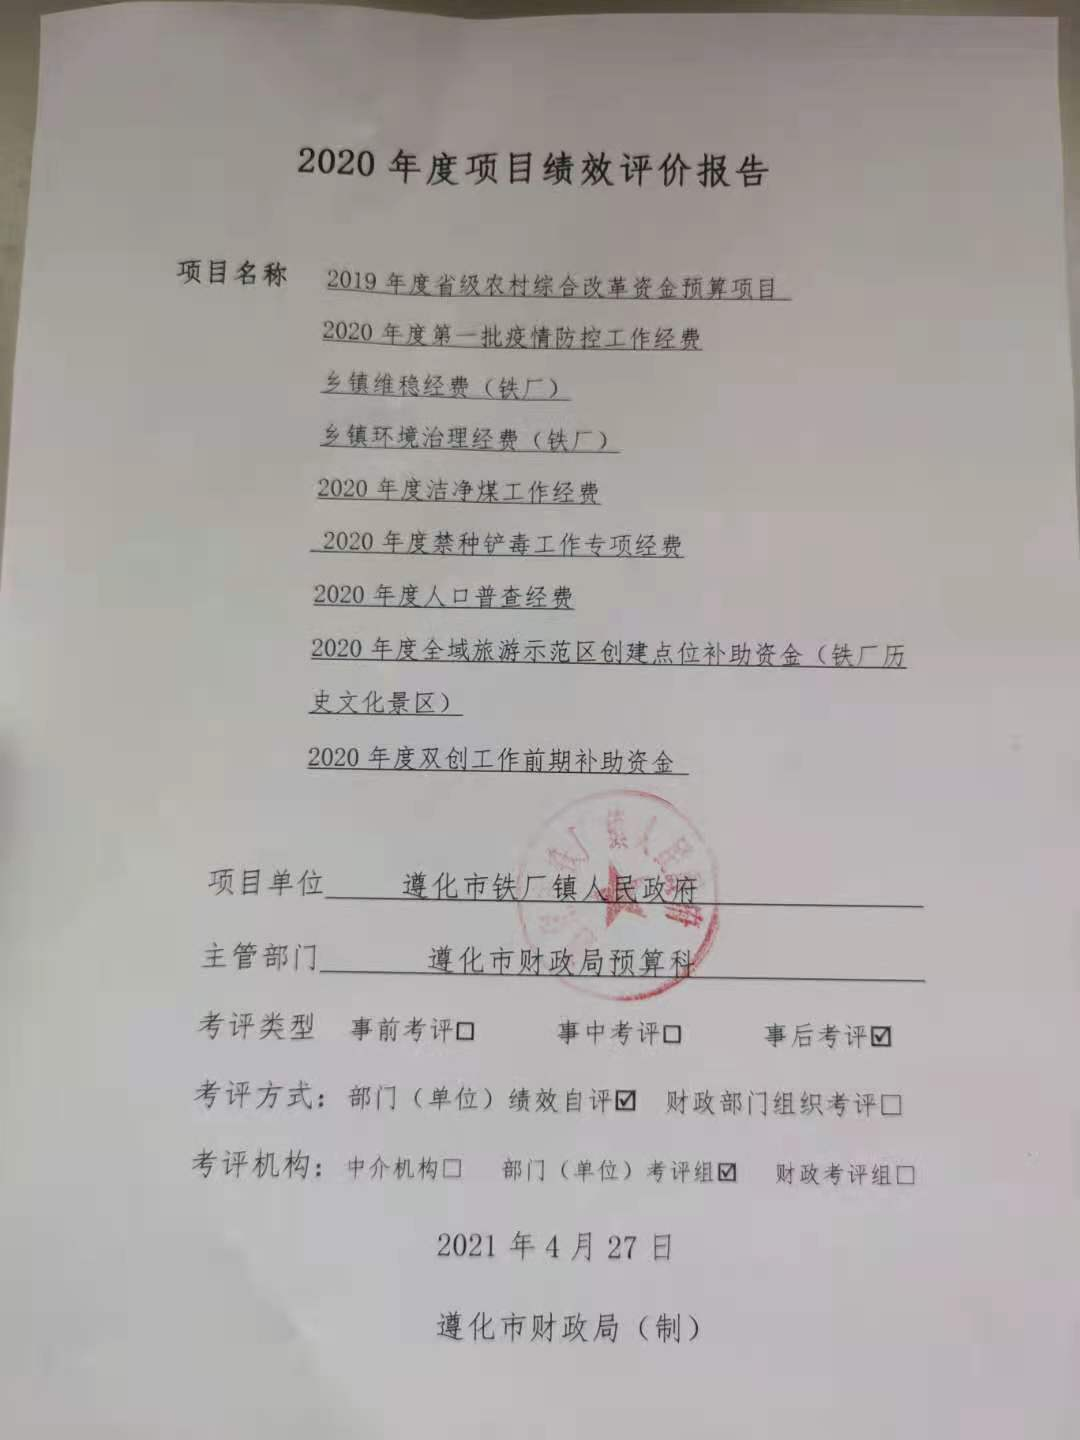 2020 年度项目绩效评价报告
项目名称 2019 年度省级农村综合改革资金预算项目
2020 年度第一批疫情防控工作经费
乡镇维稳经费（铁厂）
乡镇环境治理经费（铁厂）
2020 年度洁净煤工作经费
2020 年度禁种铲毒工作专项经费
2020 年度人口普查经费
2020 年度全域旅游示范区创建点位补助资金（铁厂历
史文化景区）
2020 年度双创工作前期补助资金
厂镇人民政府
项目单位 遵化市铁厂镇人民政府
主管部门 遵化市财政局预算科
考评类型 事前考评□ 事中考评□ 事后考评☑
考评方式：部门（单位）绩效自评☑ 财政部门组织考评□
考评机构：中介机构□ 部门（单位）考评组☑ 财政考评组□
2021 年 4 月 27 日
遵化市财政局（制）